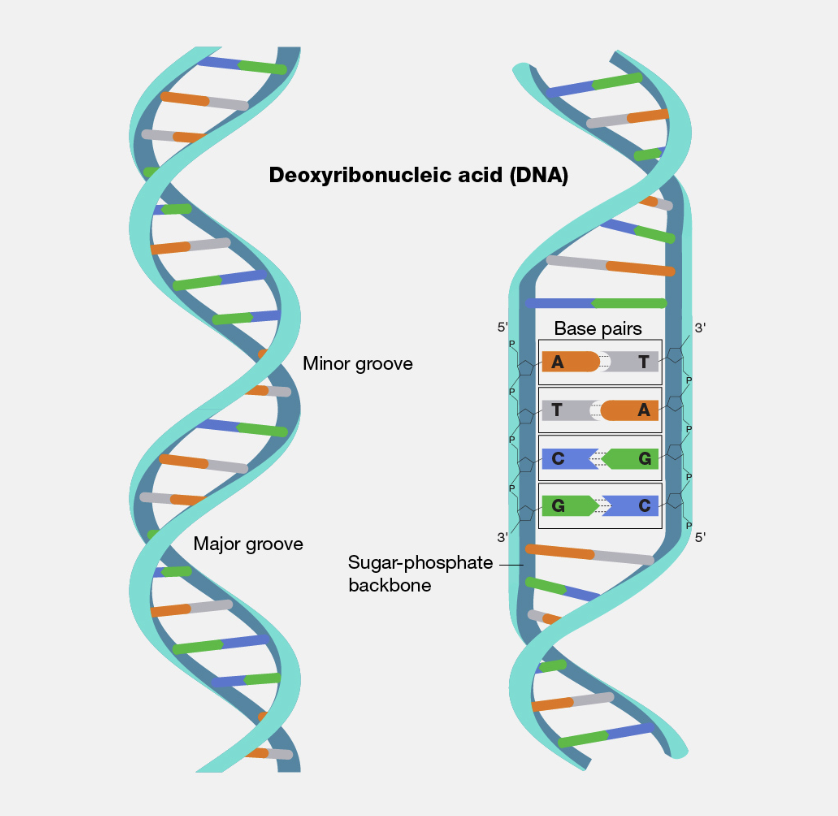 Deoxyribonucleic acid (DNA)
Minor groove
Major groove
Base pairs
5'
3'
P
P
A T
P
P
T A
P
P
C G
P
P
G C
P
P
3'
5'
Sugar-phosphate
backbone